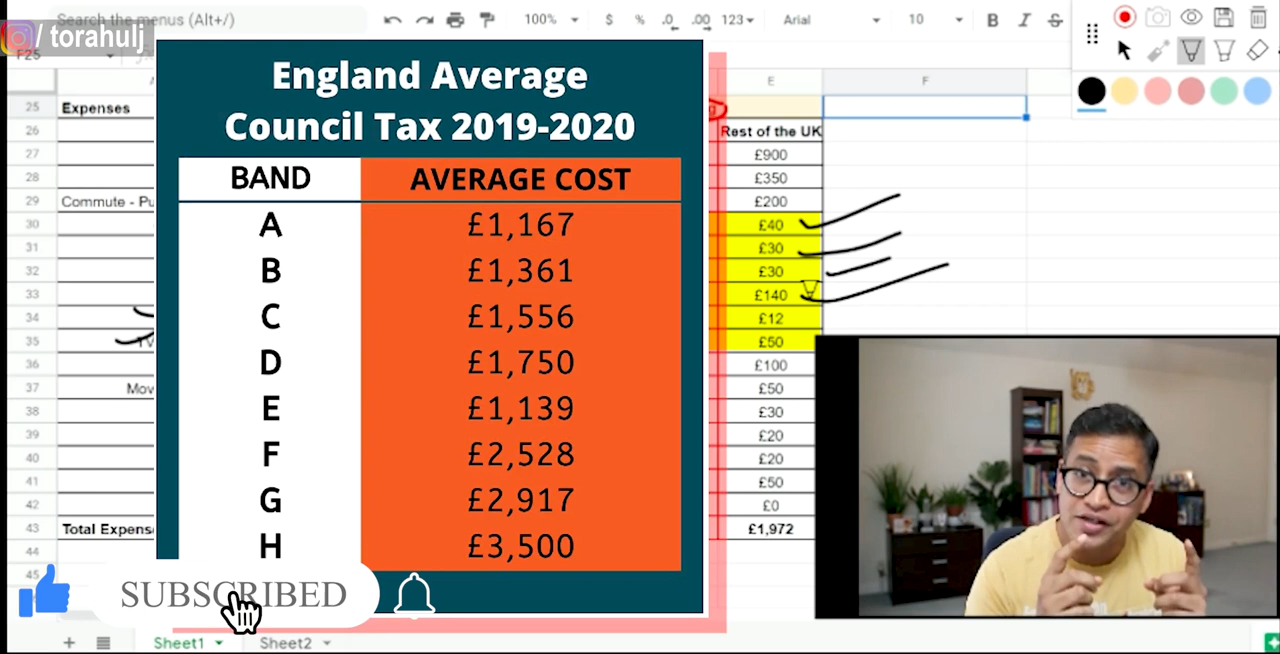 Search the menus (Alt+/)
100%
$
%
.0
.00
123
Arial
10
B
I
S
/ torahulj
F25
E
F
England Average
Council Tax 2019-2020
BAND AVERAGE COST
A £1,167
B £1,361
C £1,556
D £1,750
E £1,139
F £2,528
G £2,917
H £3,500
25 Expenses
26 Rest of the UK
27 £900
28 £350
29 Commute - Pu £200
30 £40
31 £30
32 £30
33 £140
34 £12
35 £50
36 £100
37 Mov £50
38 £30
39 £20
40 £20
41 £50
42 £0
43 Total Expens £1,972
44
45
SUBSCRIBED
+
Sheet1
Sheet2